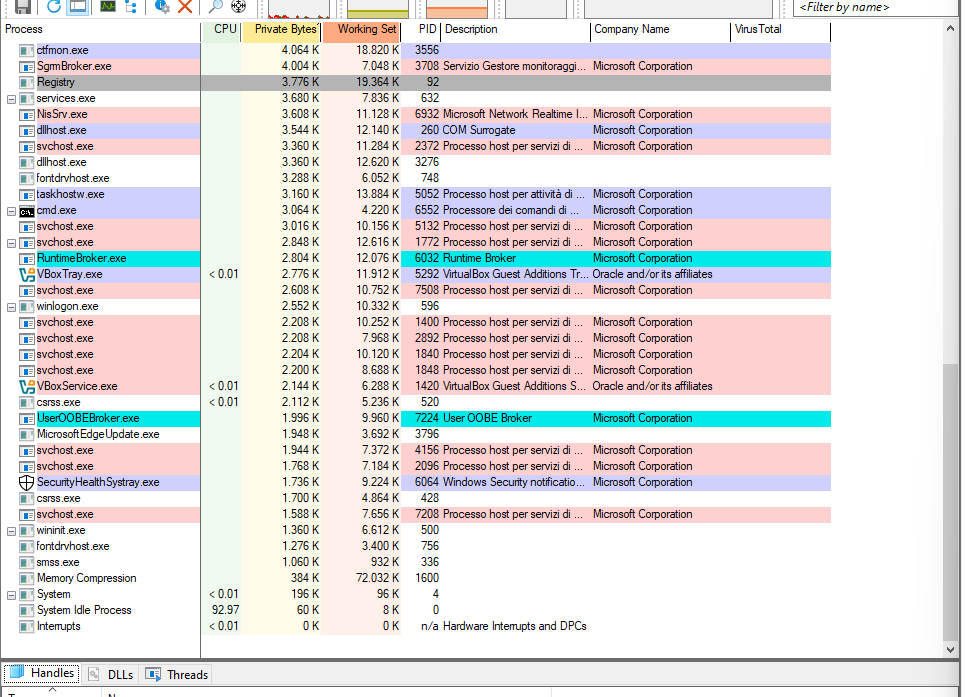 <Filter by name>
Process CPU Private Bytes Working Set PID Description Company Name VirusTotal
ctfmon.exe 4.064 K 18.820 K 3556
SgrmBroker.exe 4.004 K 7.048 K 3708 Servizio Gestore monitoraggi... Microsoft Corporation
Registry 3.776 K 19.364 K 92
services.exe 3.680 K 7.836 K 632
NisSrv.exe 3.608 K 11.128 K 6932 Microsoft Network Realtime I... Microsoft Corporation
dllhost.exe 3.544 K 12.140 K 260 COM Surrogate Microsoft Corporation
svchost.exe 3.360 K 11.284 K 2372 Processo host per servizi di ... Microsoft Corporation
dllhost.exe 3.360 K 12.620 K 3276
fontdrvhost.exe 3.288 K 6.052 K 748
taskhostw.exe 3.160 K 13.884 K 5052 Processo host per attività di ... Microsoft Corporation
cmd.exe 3.064 K 4.220 K 6552 Processore dei comandi di ... Microsoft Corporation
svchost.exe 3.016 K 10.156 K 5132 Processo host per servizi di ... Microsoft Corporation
svchost.exe 2.848 K 12.616 K 1772 Processo host per servizi di ... Microsoft Corporation
RuntimeBroker.exe 2.804 K 12.076 K 6032 Runtime Broker Microsoft Corporation
VBoxTray.exe < 0.01 2.776 K 11.912 K 5292 VirtualBox Guest Additions Tr... Oracle and/or its affiliates
svchost.exe 2.608 K 10.752 K 7508 Processo host per servizi di ... Microsoft Corporation
winlogon.exe 2.552 K 10.332 K 596
svchost.exe 2.208 K 10.252 K 1400 Processo host per servizi di ... Microsoft Corporation
svchost.exe 2.208 K 7.968 K 2892 Processo host per servizi di ... Microsoft Corporation
svchost.exe 2.204 K 10.120 K 1840 Processo host per servizi di ... Microsoft Corporation
svchost.exe 2.200 K 8.688 K 1848 Processo host per servizi di ... Microsoft Corporation
VBoxService.exe < 0.01 2.144 K 6.288 K 1420 VirtualBox Guest Additions S... Oracle and/or its affiliates
csrss.exe < 0.01 2.112 K 5.236 K 520
UserOOBEBroker.exe 1.996 K 9.960 K 7224 User OOBE Broker Microsoft Corporation
MicrosoftEdgeUpdate.exe 1.948 K 3.692 K 3796
svchost.exe 1.944 K 7.372 K 4156 Processo host per servizi di ... Microsoft Corporation
svchost.exe 1.768 K 7.184 K 2096 Processo host per servizi di ... Microsoft Corporation
SecurityHealthSystray.exe 1.736 K 9.224 K 6064 Windows Security notificatio... Microsoft Corporation
csrss.exe 1.700 K 4.864 K 428
svchost.exe 1.588 K 7.656 K 7208 Processo host per servizi di ... Microsoft Corporation
wininit.exe 1.360 K 6.612 K 500
fontdrvhost.exe 1.276 K 3.400 K 756
smss.exe 1.060 K 932 K 336
Memory Compression 384 K 72.032 K 1600
System < 0.01 196 K 96 K 4
System Idle Process 92.97 60 K 8 K 0
Interrupts < 0.01 0 K 0 K n/a Hardware Interrupts and DPCs
Handles DLLs Threads